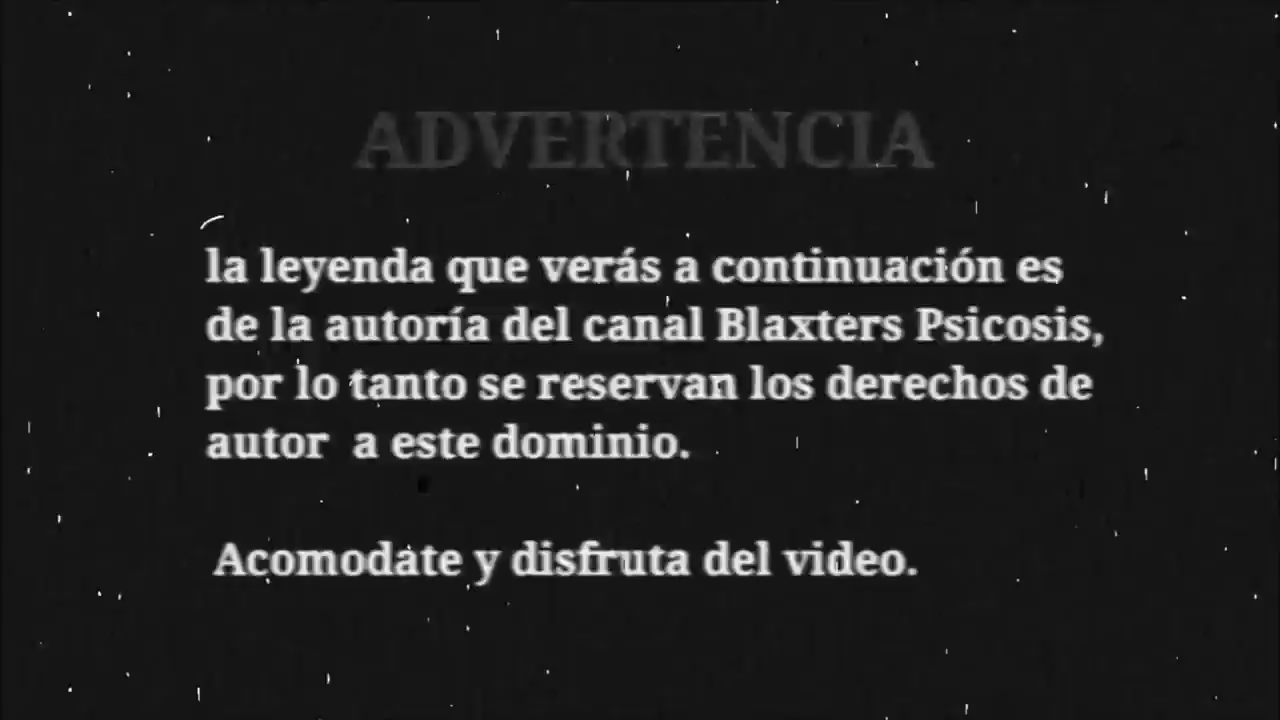 ADVERTENCIA
la leyenda que verás a continuación es
de la autoría del canal Blaxters Psicosis,
por lo tanto se reservan los derechos de
autor  a este dominio.
Acomodate y disfruta del video.